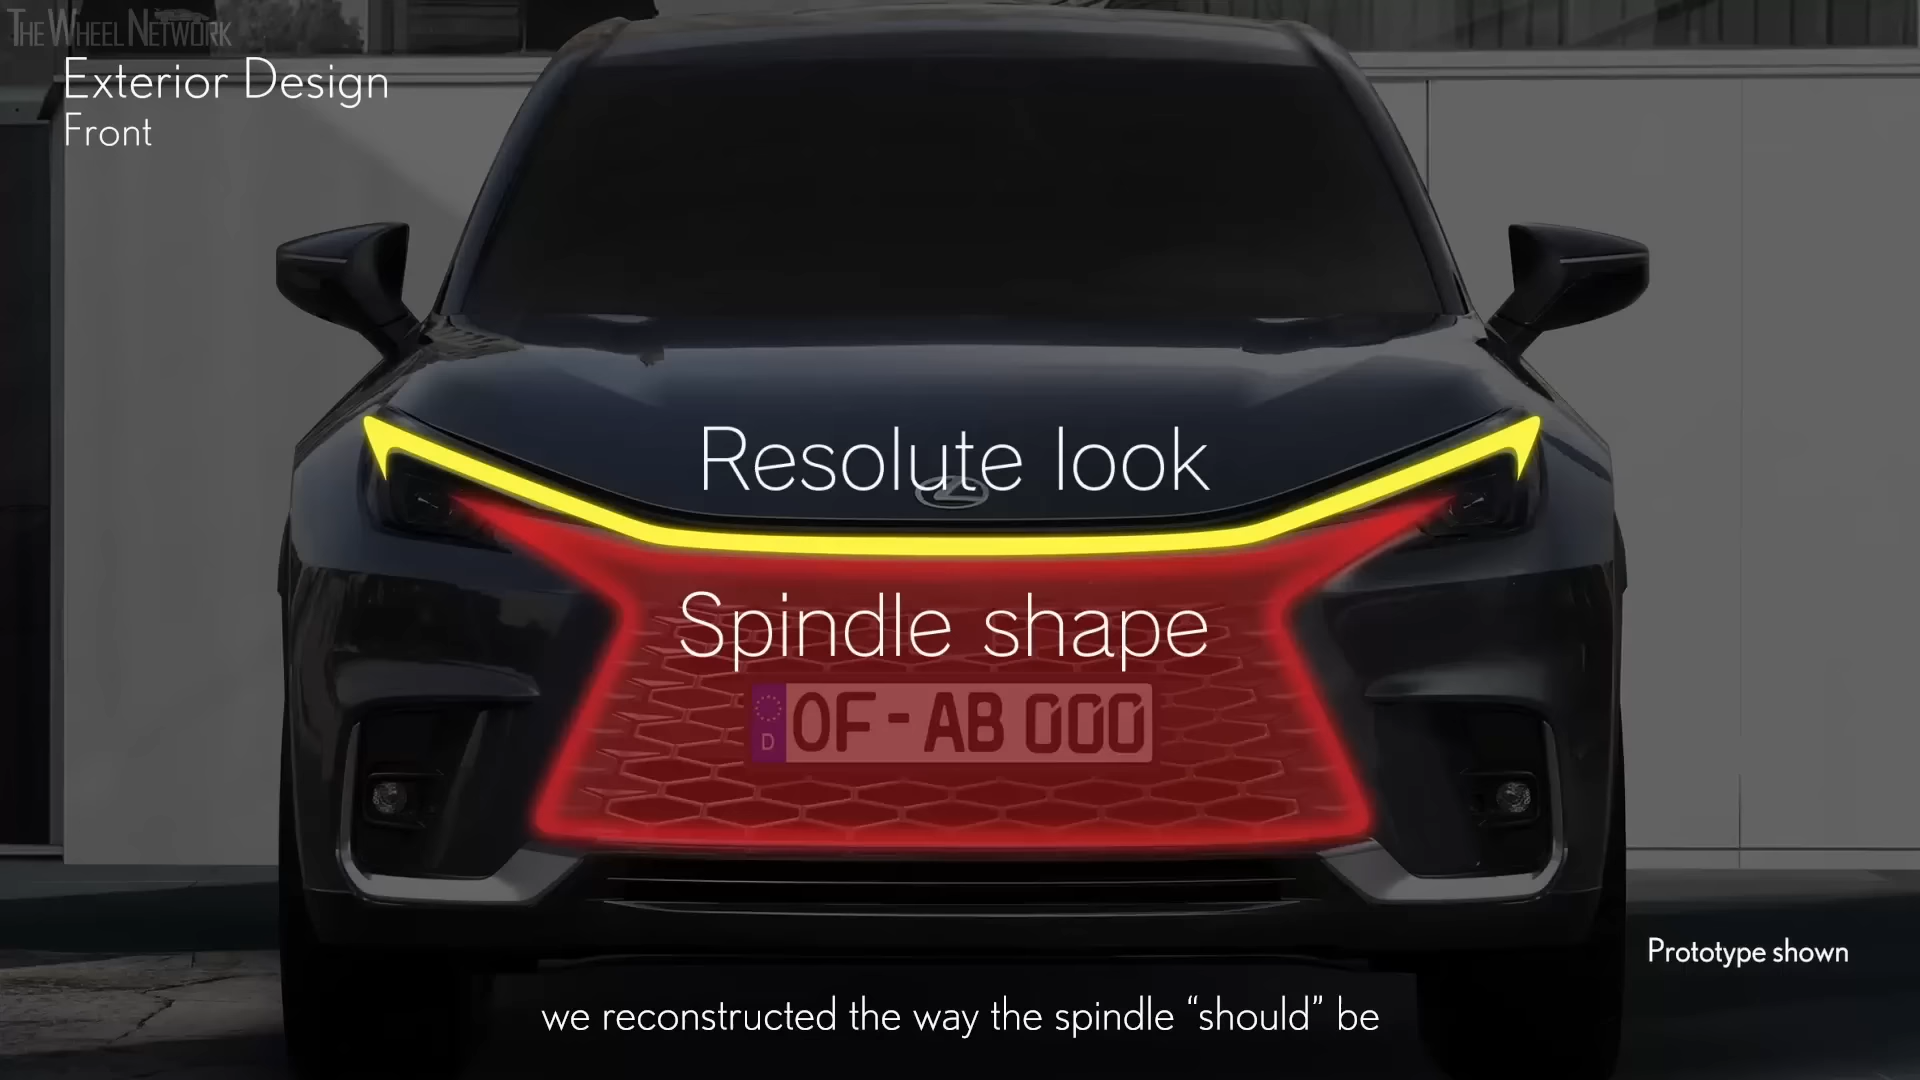 THE WHEEL NETWORK
Exterior Design
Front
Resolute look
Spindle shape
D
OF-AB 000
Prototype shown
we reconstructed the way the spindle “should” be